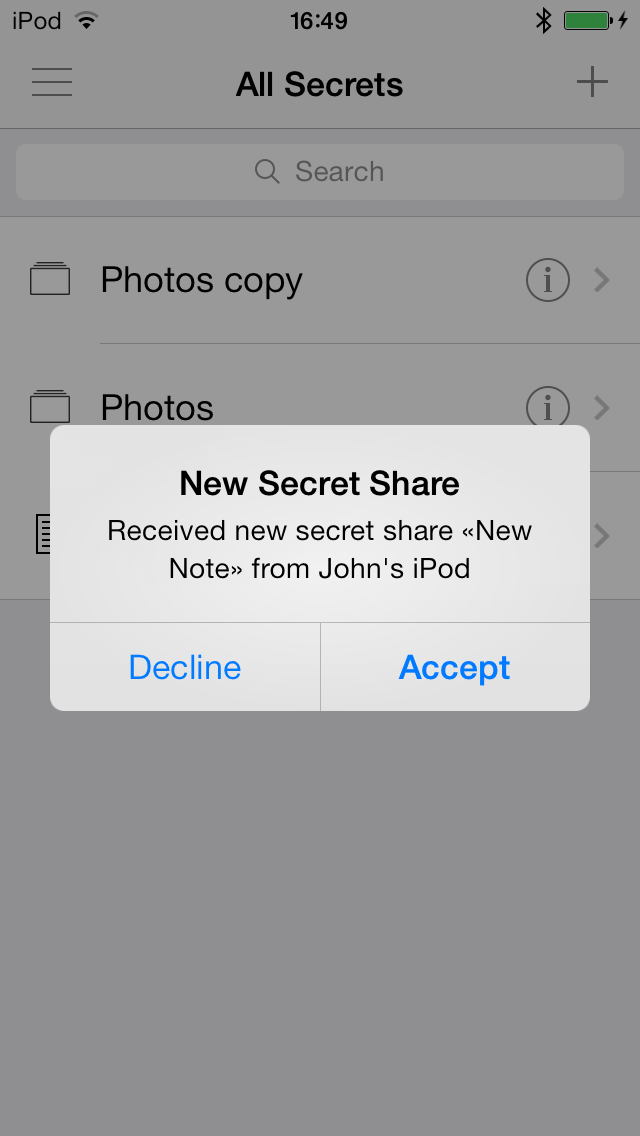 iPod 16:49
All Secrets
Search
Photos copy
Photos
New Secret Share
Received new secret share «New
Note» from John's iPod
Decline Accept